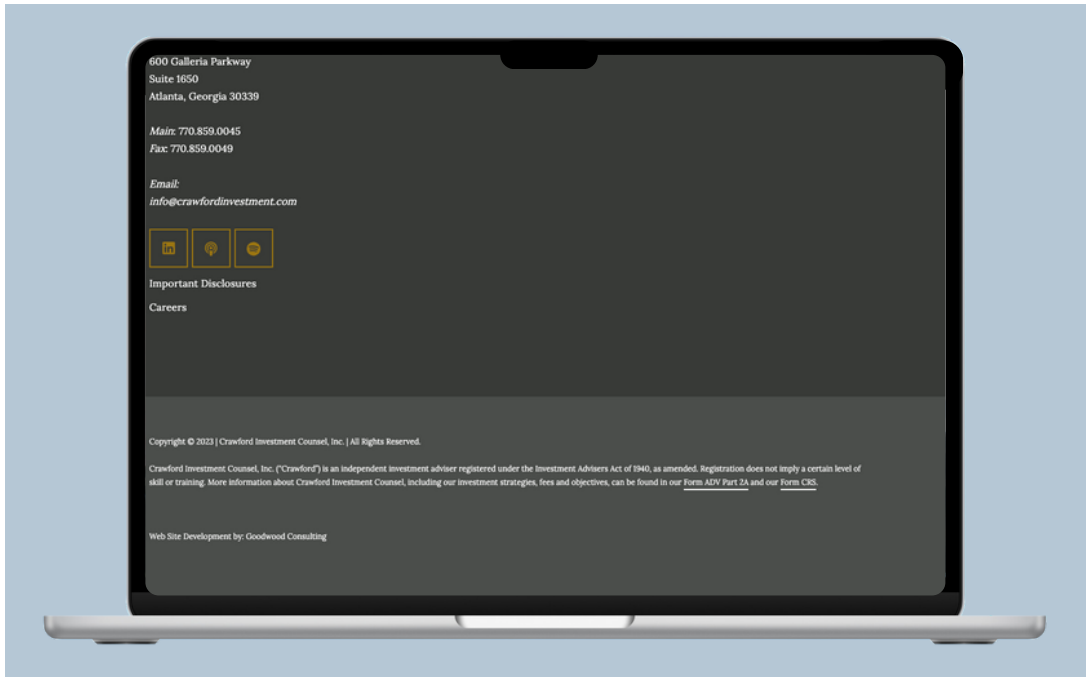 600 Galleria Parkway
Suite 1650
Atlanta, Georgia 30339
Main: 770.859.0045
Fax: 770.859.0049
Email:
info@crawfordinvestment.com
in
Important Disclosures
Careers
Copyright © 2023 | Crawford Investment Counsel, Inc. | All Rights Reserved.
Crawford Investment Counsel, Inc. ("Crawford") is an independent investment adviser registered under the Investment Advisers Act of 1940, as amended. Registration does not imply a certain level of
skill or training. More information about Crawford Investment Counsel, including our investment strategies, fees and objectives, can be found in our Form ADV Part 2A and our Form CRS.
Web Site Development by: Goodwood Consulting